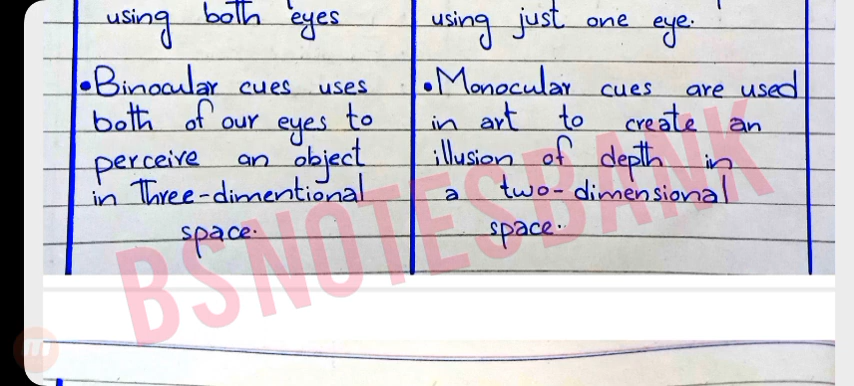 using both eyes
• Binocular cues uses
both of our eyes to
perceive an object
in Three-dimentional
space.
using just one eye.
• Monocular cues are used
in art to create an
illusion of depth in
a two-dimensional
space..
BSNOTESBANK
m